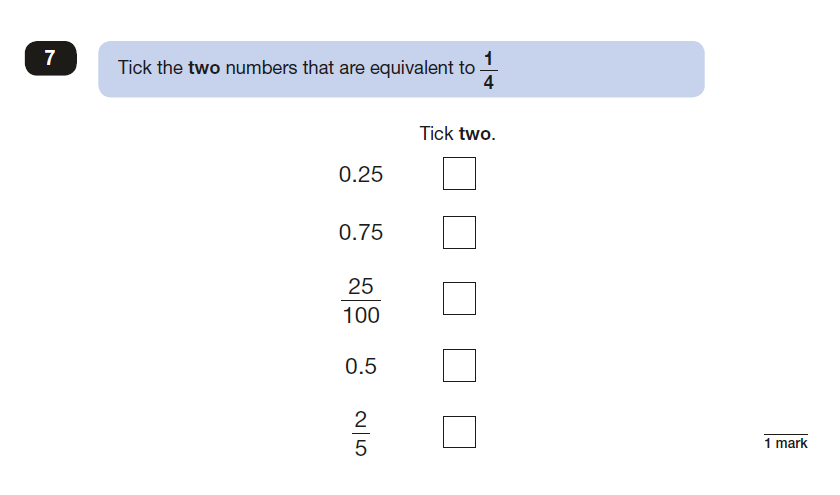 7
Tick the two numbers that are equivalent to 1/4
Tick two.
0.25
0.75
25/100
0.5
2/5
1 mark